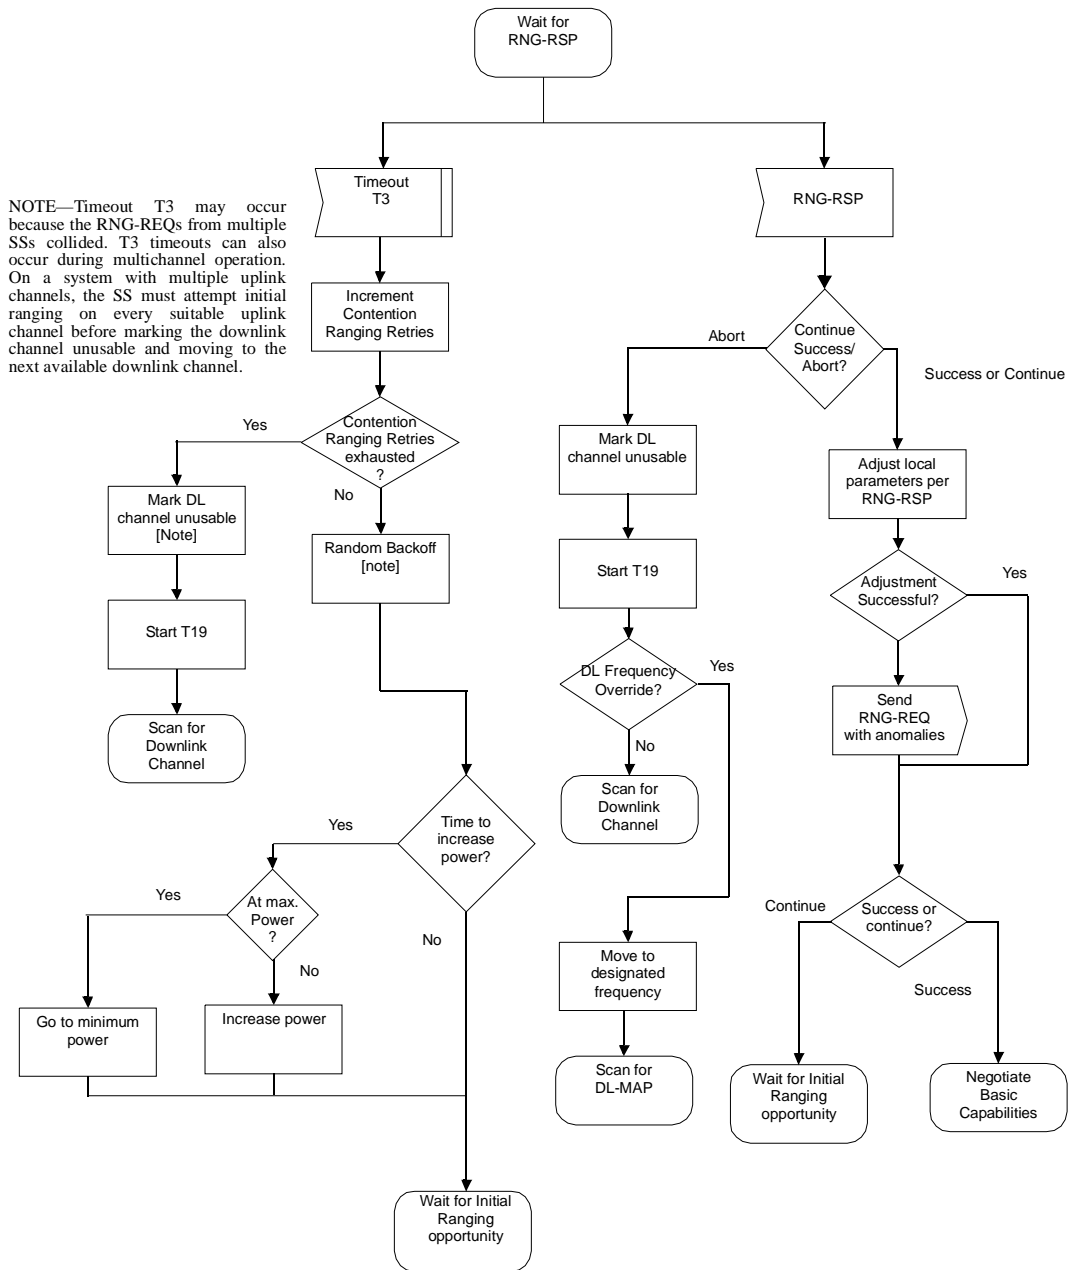 Wait for
RNG-RSP
Timeout
T3
RNG-RSP
NOTE—Timeout T3 may occur
because the RNG-REQs from multiple
SSs collided. T3 timeouts can also
occur during multichannel operation.
On a system with multiple uplink
channels, the SS must attempt initial
ranging on every suitable uplink
channel before marking the downlink
channel unusable and moving to the
next available downlink channel.
Increment
Contention
Ranging Retries
Continue
Success/
Abort?
Abort
Success or Continue
Contention
Ranging Retries
exhausted
?
Yes
No
Mark DL
channel unusable
[Note]
Start T19
Scan for
Downlink
Channel
Random Backoff
[note]
Mark DL
channel unusable
Start T19
DL Frequency
Override?
Yes
No
Scan for
Downlink
Channel
Move to
designated
frequency
Scan for
DL-MAP
Adjust local
parameters per
RNG-RSP
Adjustment
Successful?
Yes
Send
RNG-REQ
with anomalies
Success or
continue?
Continue
Success
Wait for Initial
Ranging
opportunity
Negotiate
Basic
Capabilities
Time to
increase
power?
Yes
No
At max.
Power
?
Yes
No
Go to minimum
power
Increase power
Wait for Initial
Ranging
opportunity